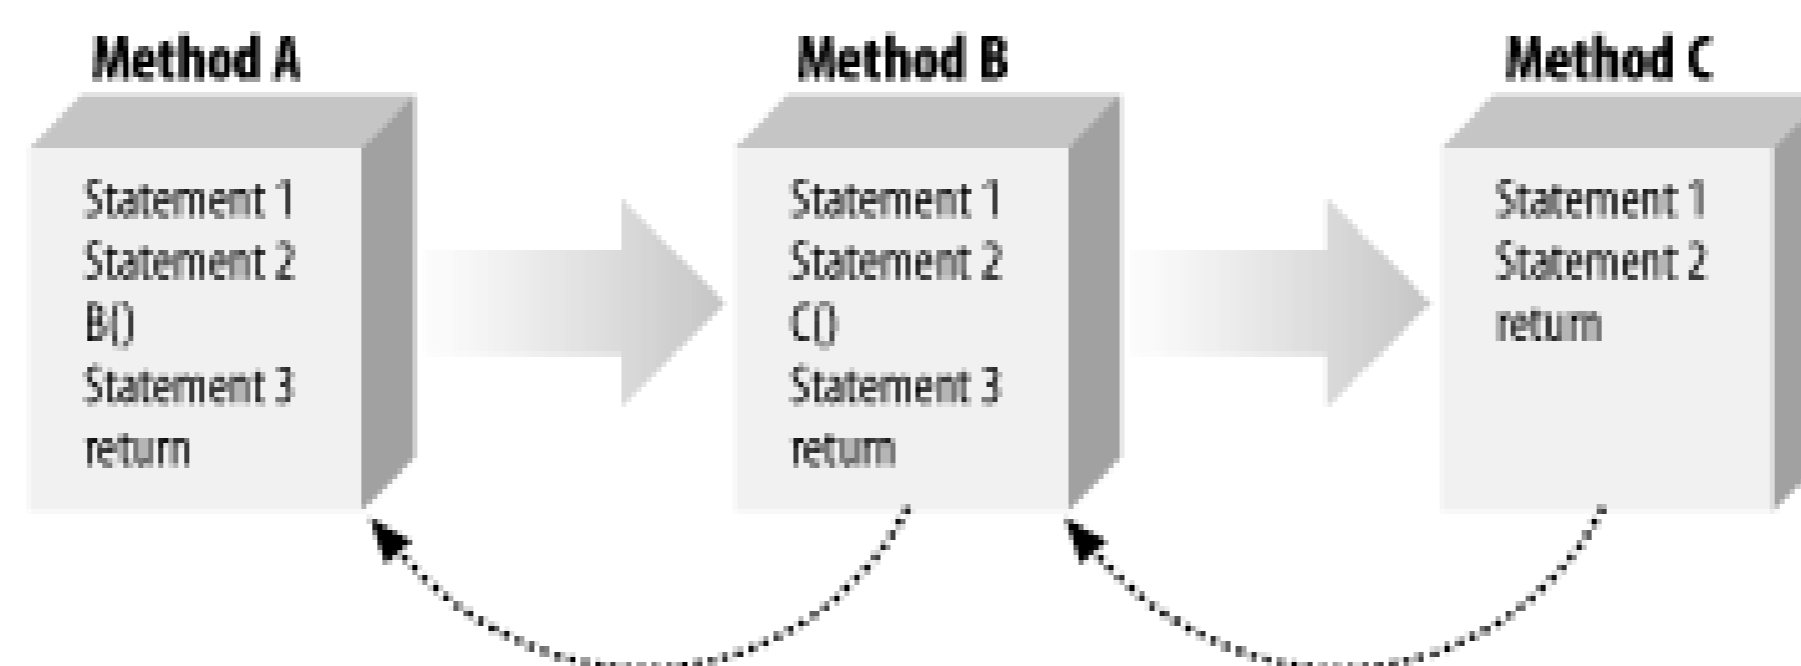 Method A
Statement 1
Statement 2
B()
Statement 3
return
Method B
Statement 1
Statement 2
C()
Statement 3
return
Method C
Statement 1
Statement 2
return